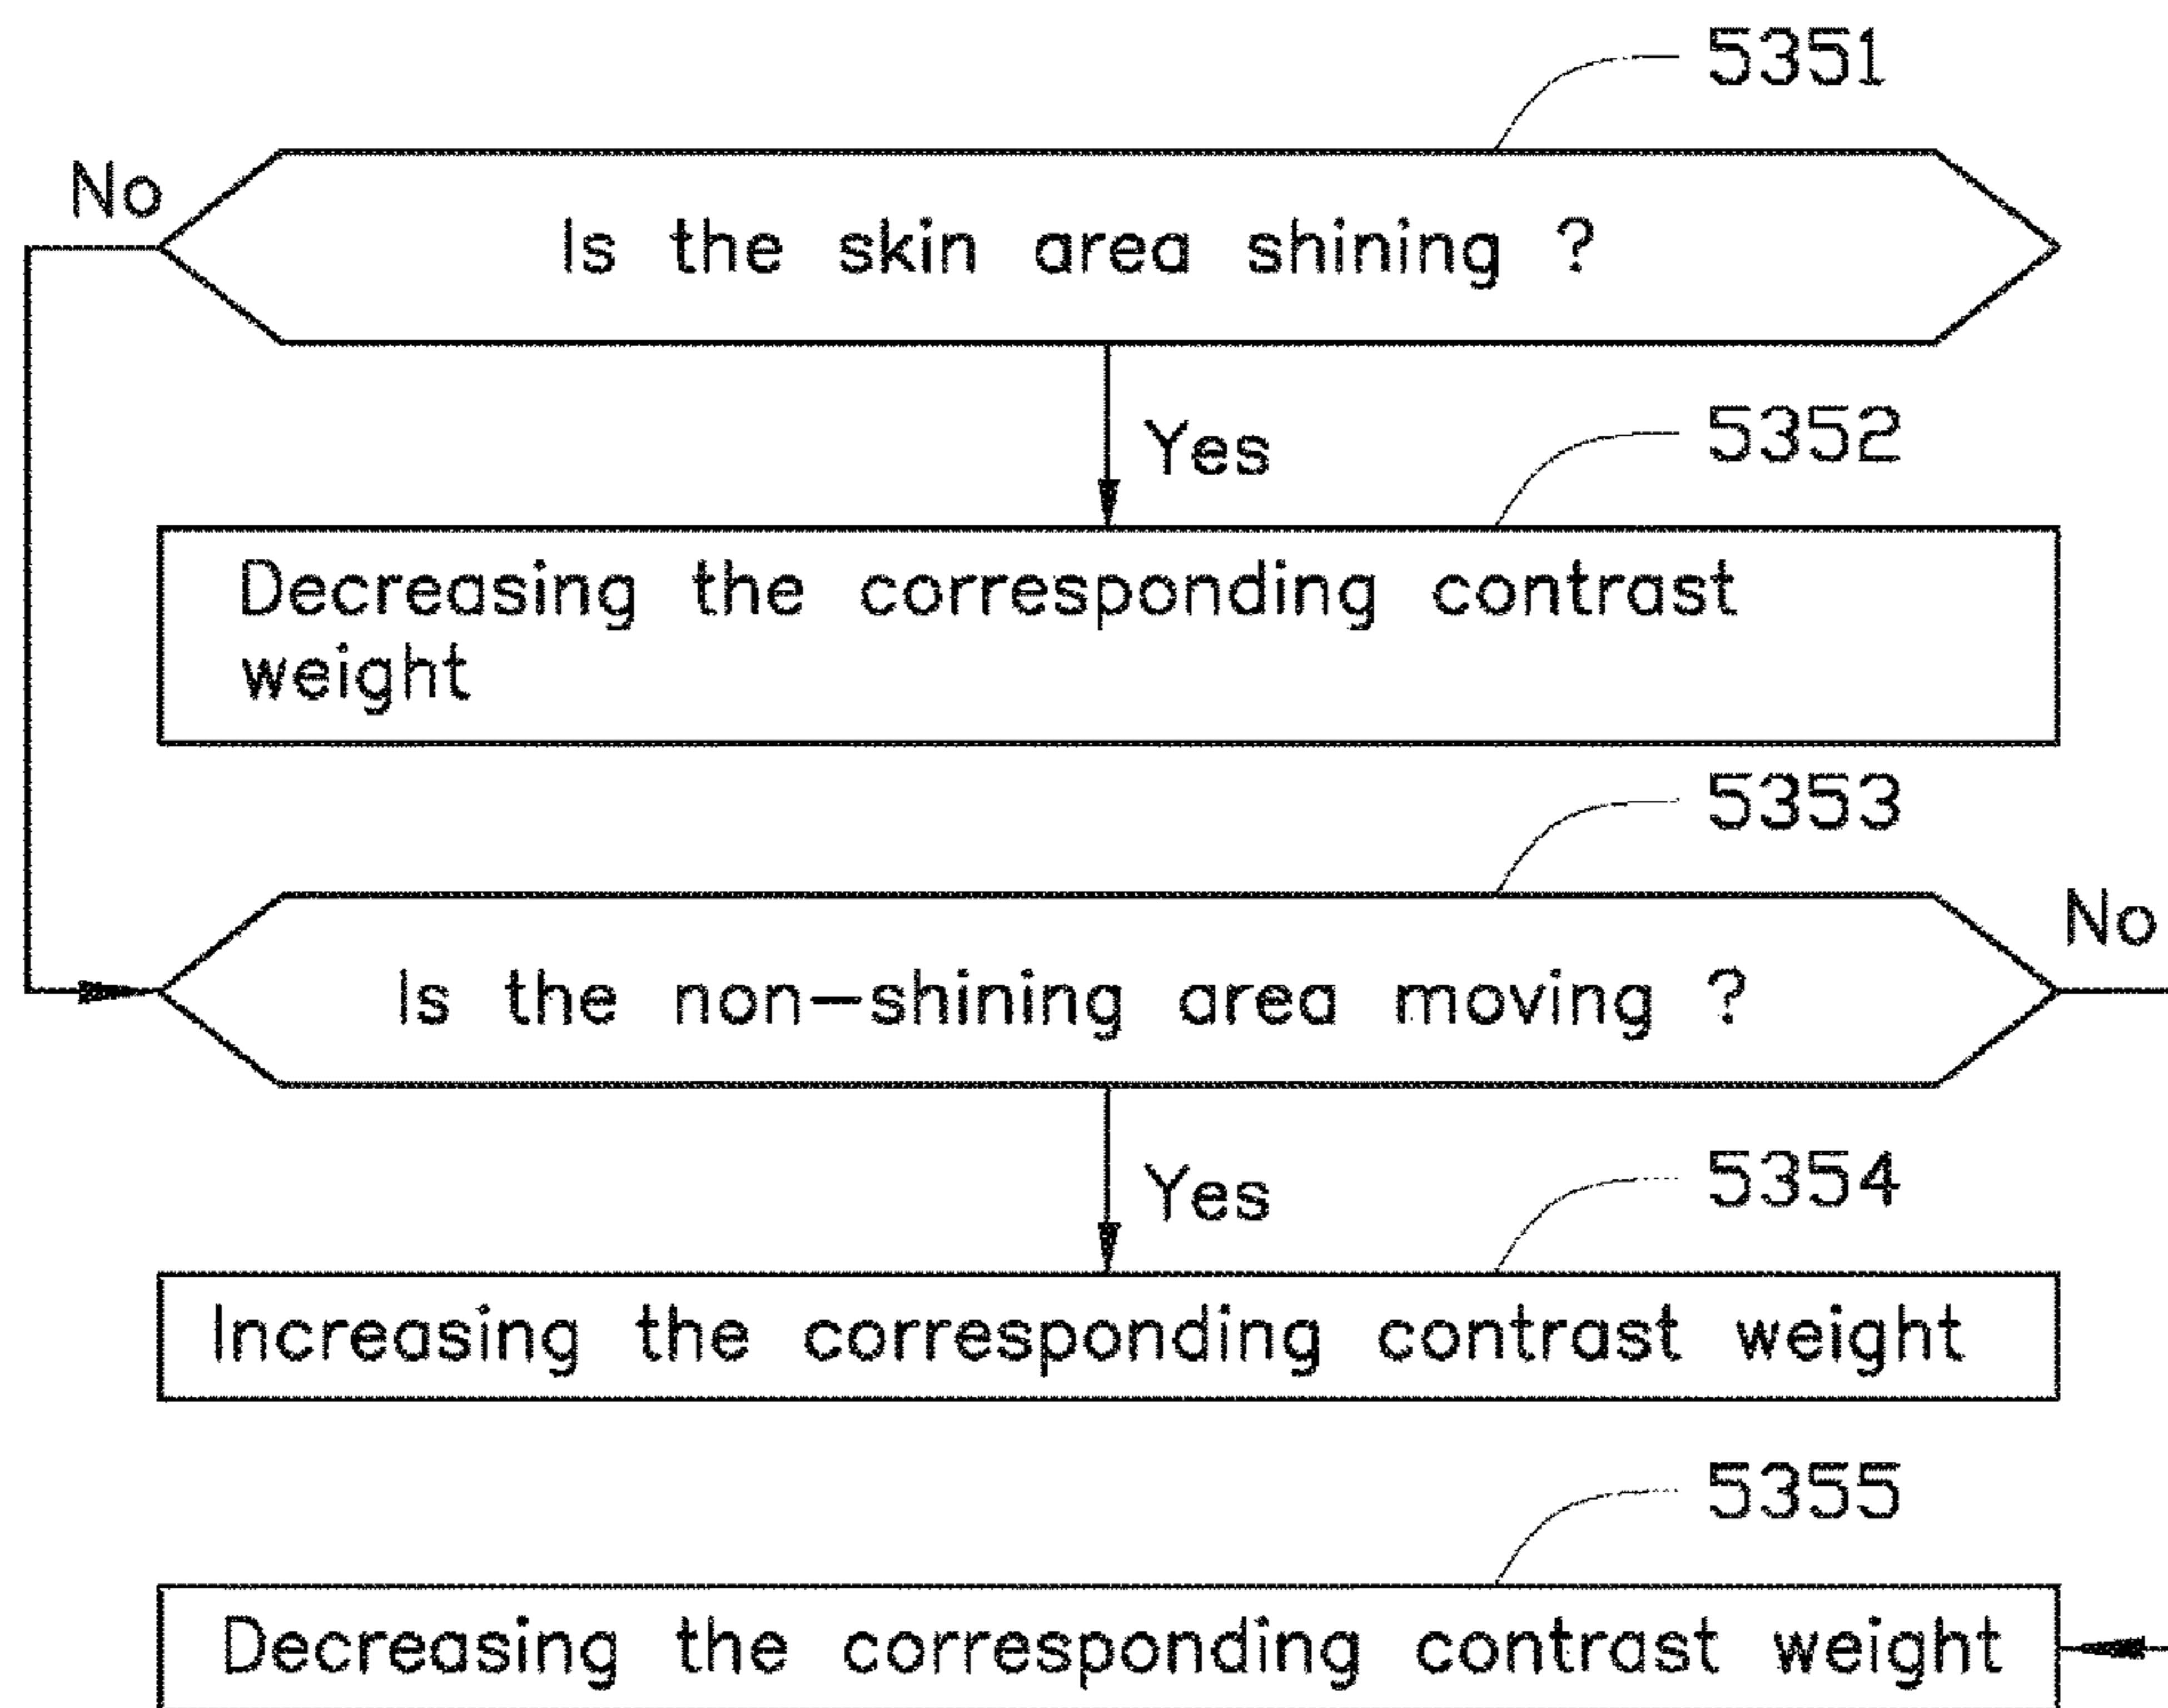 5351
No
Is the skin area shining ?
Yes
5352
Decreasing the corresponding contrast
weight
5353
No
Is the non-shining area moving ?
Yes
5354
Increasing the corresponding contrast weight
5355
Decreasing the corresponding contrast weight